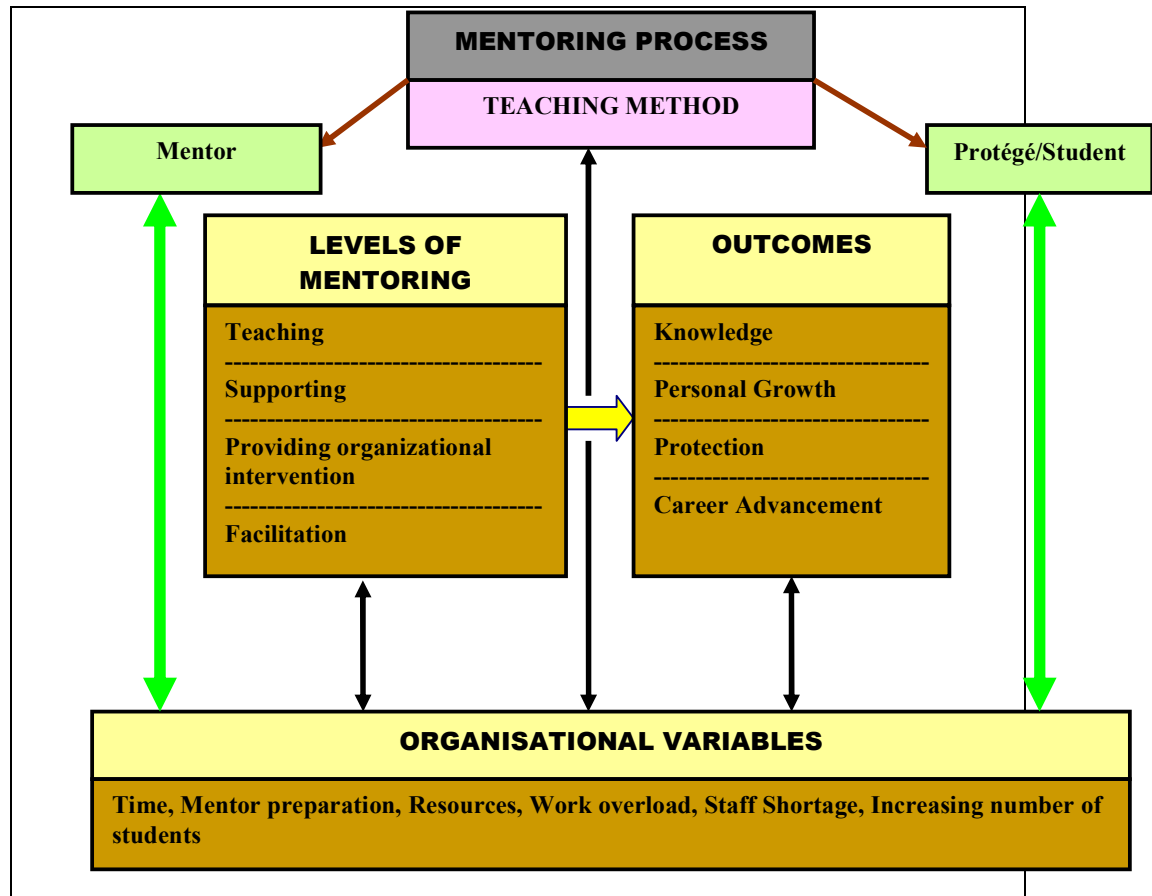 MENTORING PROCESS
TEACHING METHOD
Mentor
Protégé/Student
LEVELS OF
MENTORING
Teaching
Supporting
Providing organizational
intervention
Facilitation
OUTCOMES
Knowledge
Personal Growth
Protection
Career Advancement
ORGANISATIONAL VARIABLES
Time, Mentor preparation, Resources, Work overload, Staff Shortage, Increasing number of
students